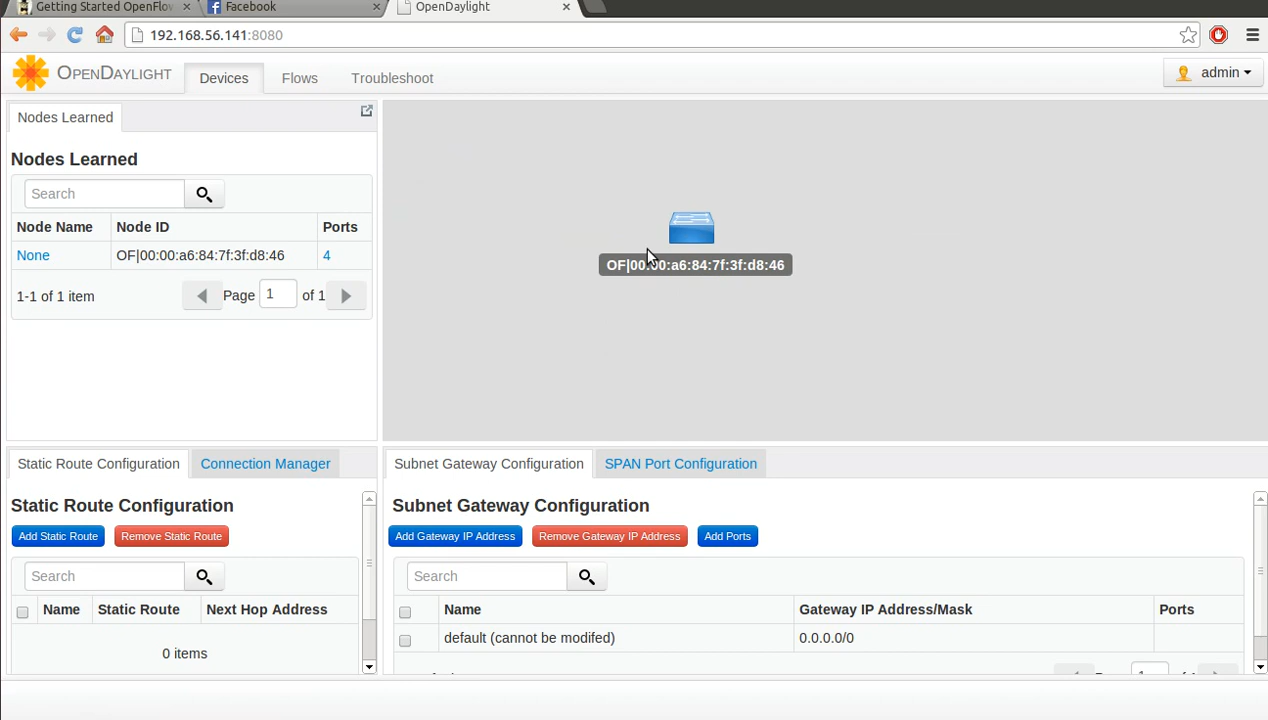 Getting Started OpenFlov
Facebook
OpenDaylight
192.168.56.141:8080
OPENDAYLIGHT
Devices
Flows
Troubleshoot
admin
Nodes Learned
Nodes Learned
Search
Node Name Node ID Ports
None OF|00:00:a6:84:7f:3f:d8:46 4
1-1 of 1 item Page 1 of 1
OF|00:00:a6:84:7f:3f:d8:46
Static Route Configuration Connection Manager
Static Route Configuration
Add Static Route Remove Static Route
Search
Name Static Route Next Hop Address
0 items
Subnet Gateway Configuration SPAN Port Configuration
Subnet Gateway Configuration
Add Gateway IP Address Remove Gateway IP Address Add Ports
Search
Name Gateway IP Address/Mask Ports
default (cannot be modifed) 0.0.0.0/0